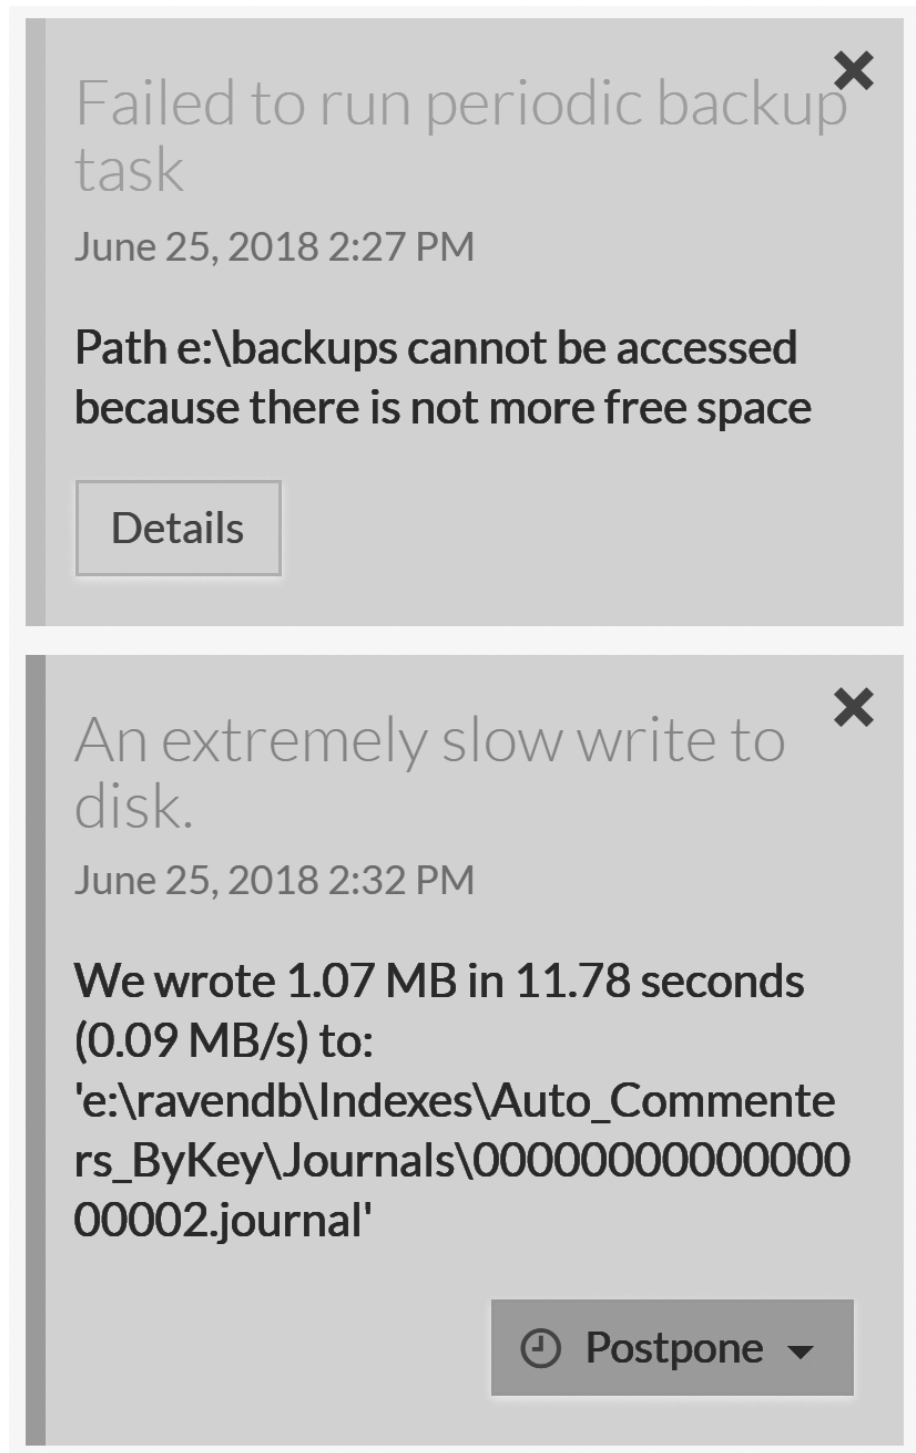 Failed to run periodic backup
task
June 25, 2018 2:27 PM
Path e:\backups cannot be accessed
because there is not more free space
Details
An extremely slow write to
disk.
June 25, 2018 2:32 PM
We wrote 1.07 MB in 11.78 seconds
(0.09 MB/s) to:
'e:\ravendb\Indexes\Auto_Commente
rs_ByKey\Journals\00000000000000
00002.journal'
Postpone